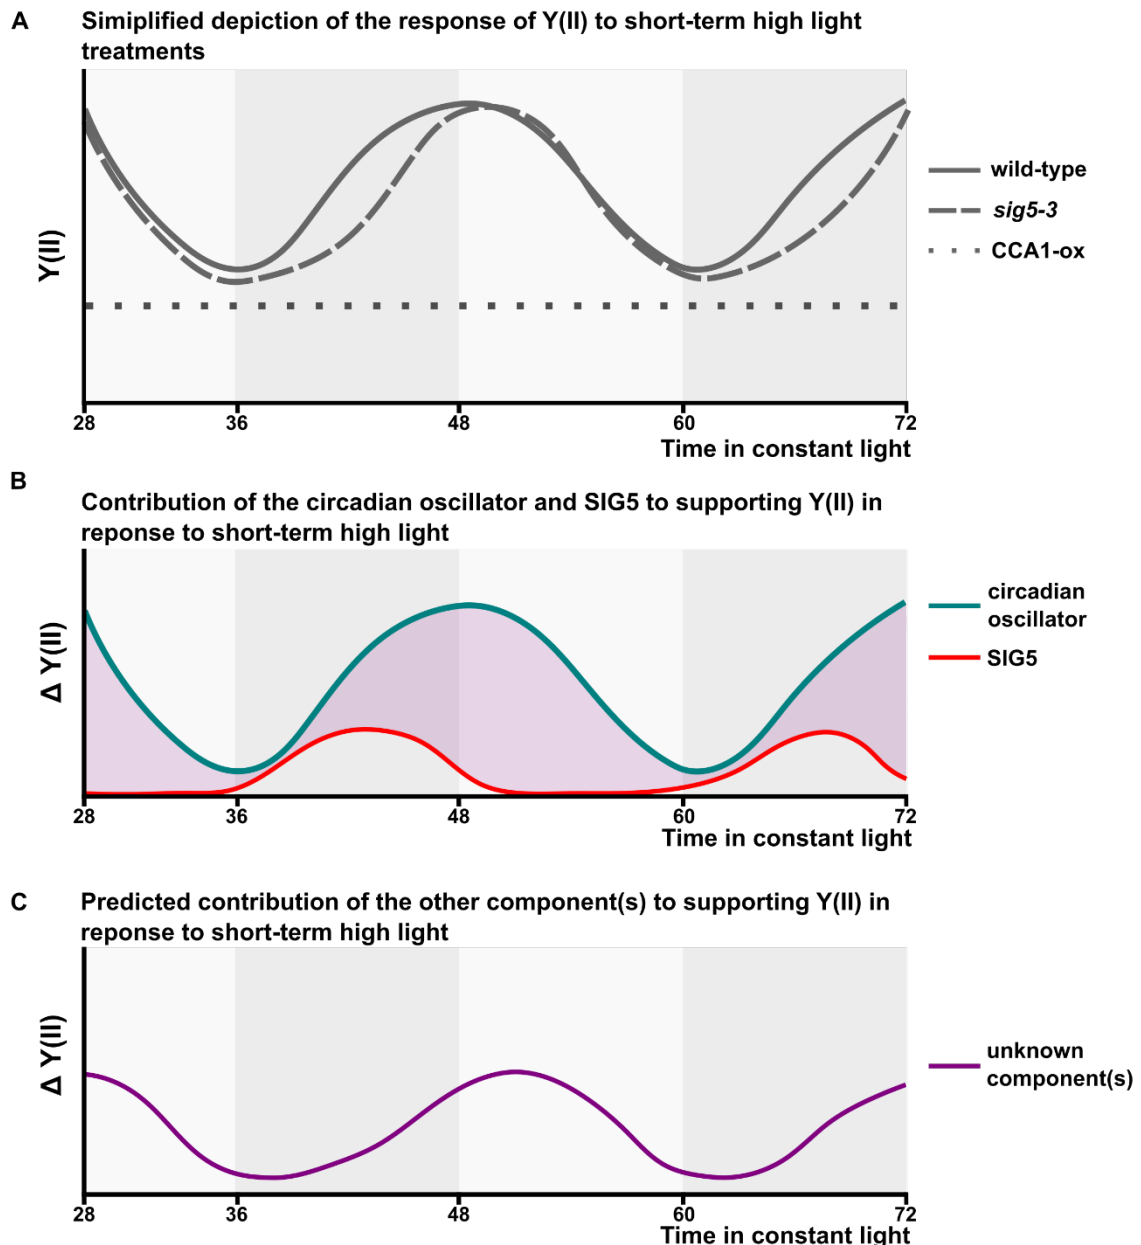 A
Simiplified depiction of the response of Y(II) to short-term high light
treatments
Y(II)
wild-type
sig5-3
CCA1-ox
28 36 48 60 72
Time in constant light
B
Contribution of the circadian oscillator and SIG5 to supporting Y(II) in
reponse to short-term high light
Δ Y(II)
circadian
oscillator
SIG5
28 36 48 60 72
Time in constant light
C
Predicted contribution of the other component(s) to supporting Y(II) in
reponse to short-term high light
Δ Y(II)
unknown
component(s)
28 36 48 60 72
Time in constant light